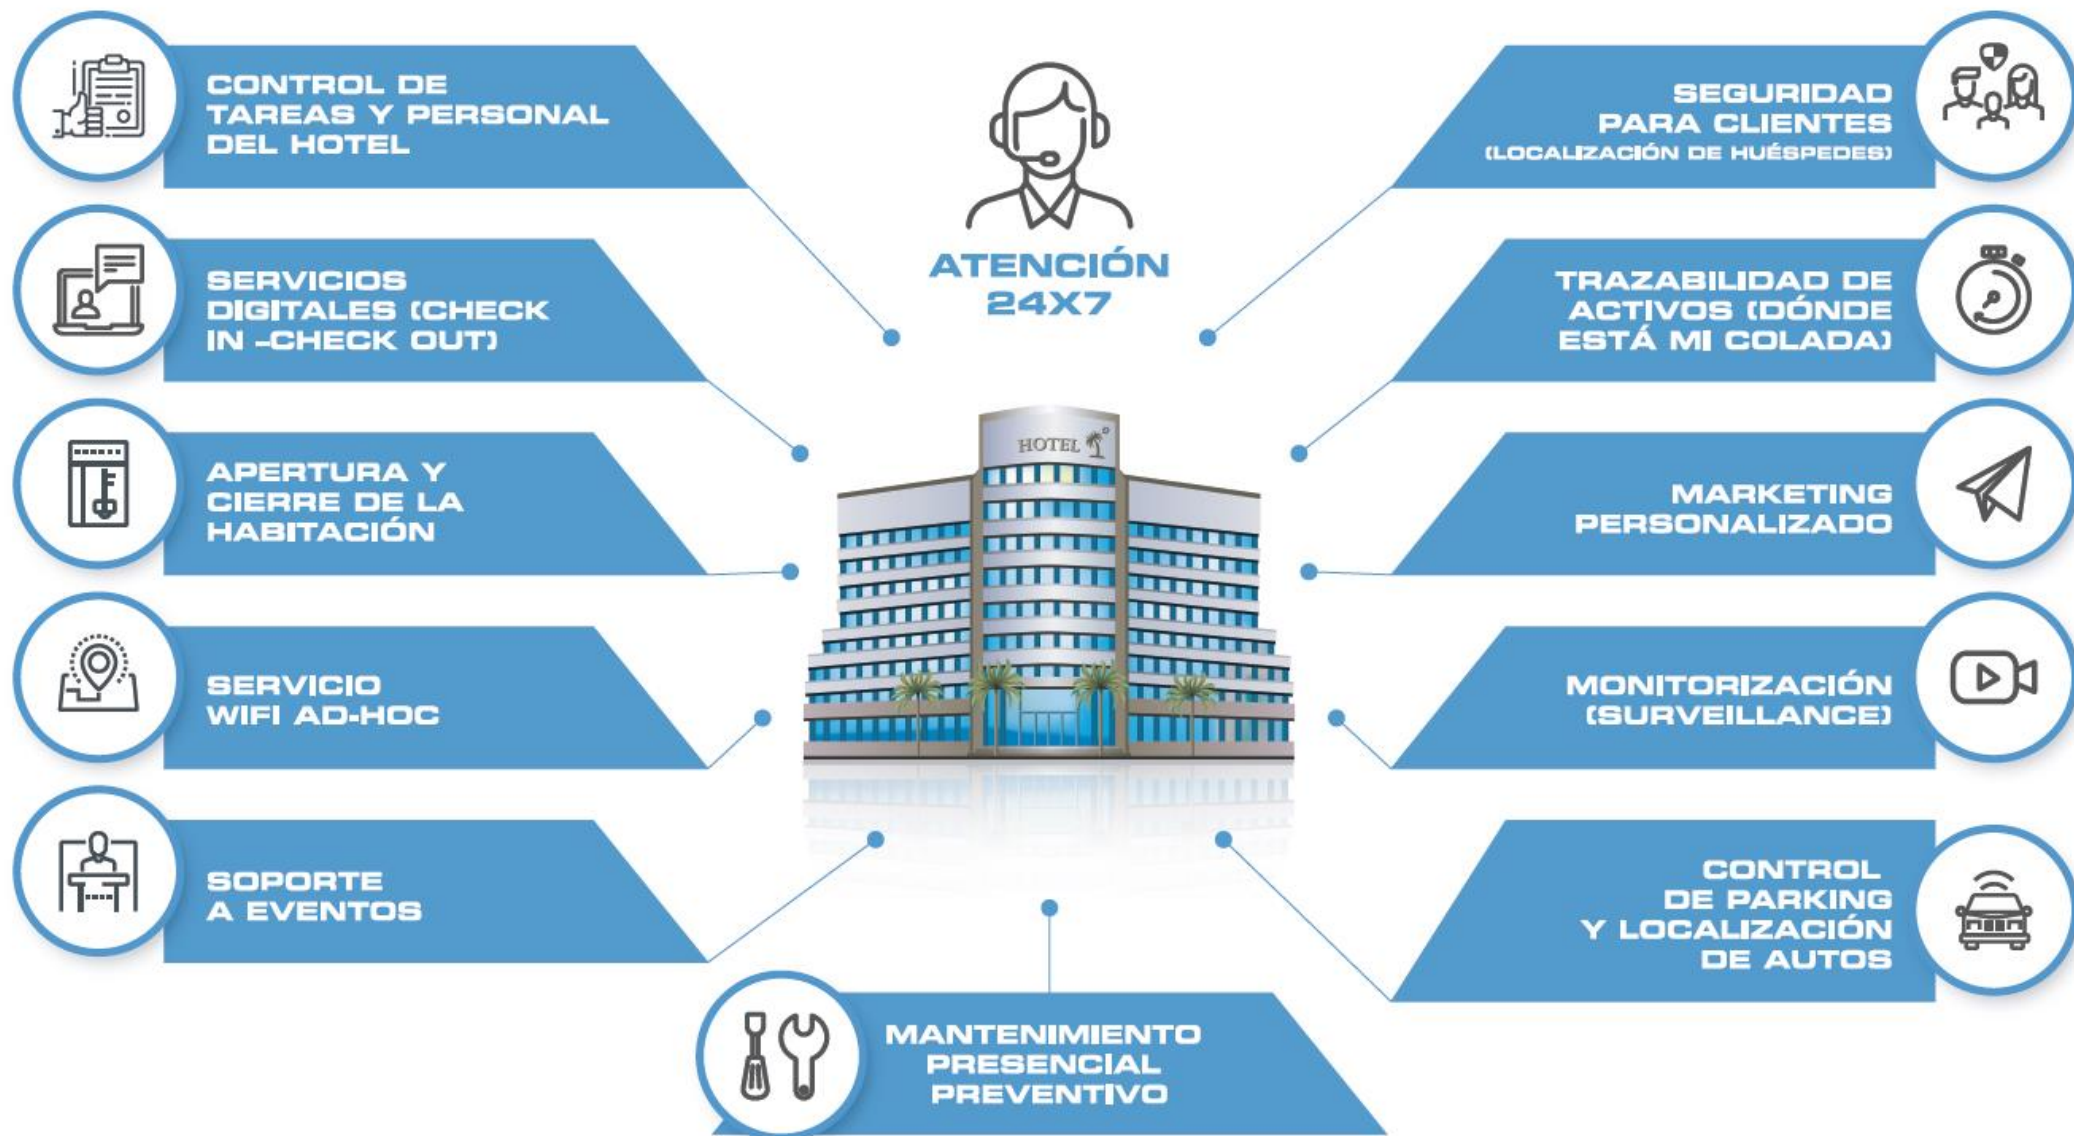 CONTROL DE
TAREAS Y PERSONAL
DEL HOTEL
SERVICIOS
DIGITALES (CHECK
IN -CHECK OUT)
APERTURA Y
CIERRE DE LA
HABITACIÓN
SERVICIO
WIFI AD-HOC
SOPORTE
A EVENTOS
ATENCIÓN
24X7
HOTEL
MANTENIMIENTO
PRESENCIAL
PREVENTIVO
SEGURIDAD
PARA CLIENTES
(LOCALIZACIÓN DE HUÉSPEDES)
TRAZABILIDAD DE
ACTIVOS (DÓNDE
ESTÁ MI COLADA)
MARKETING
PERSONALIZADO
MONITORIZACIÓN
(SURVEILLANCE)
CONTROL
DE PARKING
Y LOCALIZACIÓN
DE AUTOS